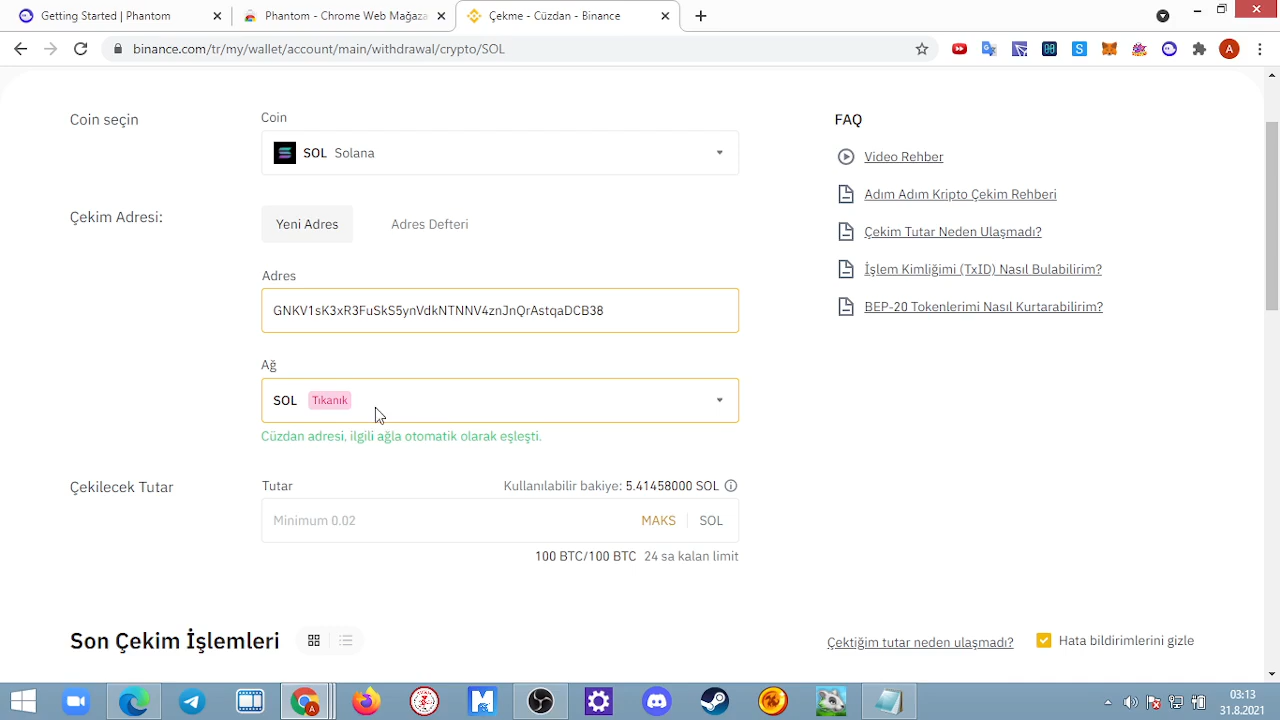 Getting Started | Phantom
Chrome Web Mağaza
Çekme - Cüzdan - Binance
binance.com/tr/my/wallet/account/main/withdrawal/crypto/SOL
A
Coin seçin
Coin
SOL Solana
Çekim Adresi:
Yeni Adres
Adres Defteri
Adres
GNKV1sK3xR3FuSkS5ynVdkNTNNV4znJnQrAstqaDCB38
Ağ
SOL Tıkanık
Cüzdan adresi, ilgili ağla otomatik olarak eşleşti.
Çekilecek Tutar
Tutar
Kullanılabilir bakiye: 5.41458000 SOL
Minimum 0.02
MAKS
SOL
100 BTC/100 BTC 24 sa kalan limit
FAQ
Video Rehber
Adım Adım Kripto Çekim Rehberi
Çekim Tutar Neden Ulaşmadı?
İşlem Kimliğimi (TxID) Nasıl Bulabilirim?
BEP-20 Tokenlerimi Nasıl Kurtarabilirim?
Son Çekim İşlemleri
Çektiğim tutar neden ulaşmadı?
Hata bildirimlerini gizle
03:13
31.8.2021